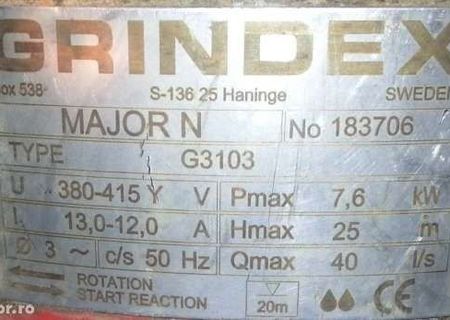 GRINDEX
ox 538 S-136 25 Haninge SWEDEN
MAJOR N No 183706
TYPE G3103
U 380-415 Y V Pmax 7,6 kW
I. 13,0-12,0 A Hmax 25 m
Ø 3 ~ c/s 50 Hz Qmax 40 l/s
ROTATION
START REACTION
20m CE
or.ro